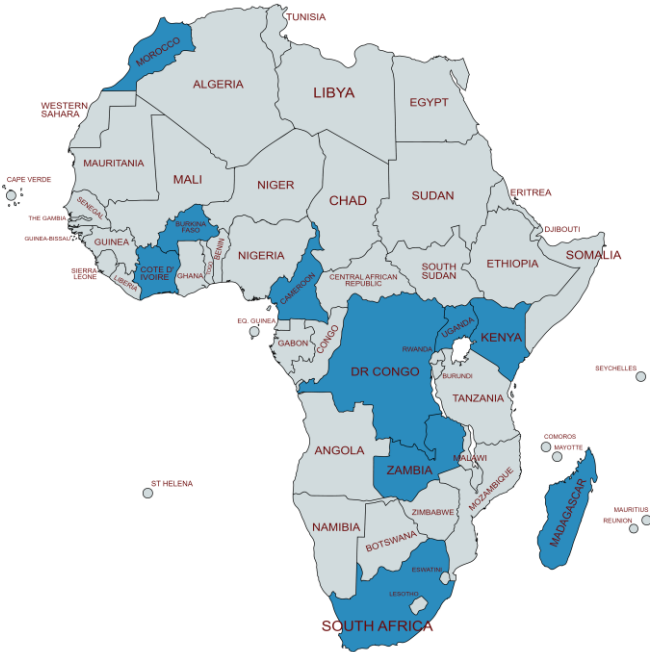 TUNISIA
MOROCCO
ALGERIA
LIBYA
EGYPT
WESTERN
SAHARA
MAURITANIA
MALI
NIGER
CHAD
SUDAN
ERITREA
CAPE VERDE
SENEGAL
THE GAMBIA
GUINEA-BISSAU
GUINEA
SIERRA
LEONE
LIBERIA
COTE D'
IVOIRE
BURKINA
FASO
GHANA
TOGO
BENIN
NIGERIA
CAMEROON
CENTRAL AFRICAN
REPUBLIC
SOUTH
SUDAN
ETHIOPIA
DJIBOUTI
SOMALIA
EQ. GUINEA
GABON
CONGO
DR CONGO
UGANDA
KENYA
RWANDA
BURUNDI
TANZANIA
SEYCHELLES
COMOROS
MAYOTTE
ANGOLA
ZAMBIA
MALAWI
MOZAMBIQUE
ST HELENA
MADAGASCAR
MAURITIUS
REUNION
NAMIBIA
BOTSWANA
ZIMBABWE
ESWATINI
LESOTHO
SOUTH AFRICA